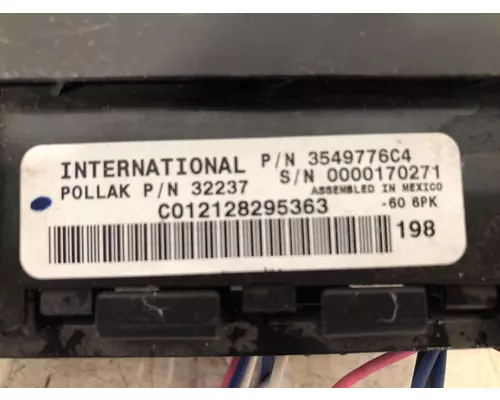 INTERNATIONAL P/N 3549776C4
POLLAK P/N 32237 S/N 0000170271
ASSEMBLED IN MEXICO
C012128295363 -60 6PK
198